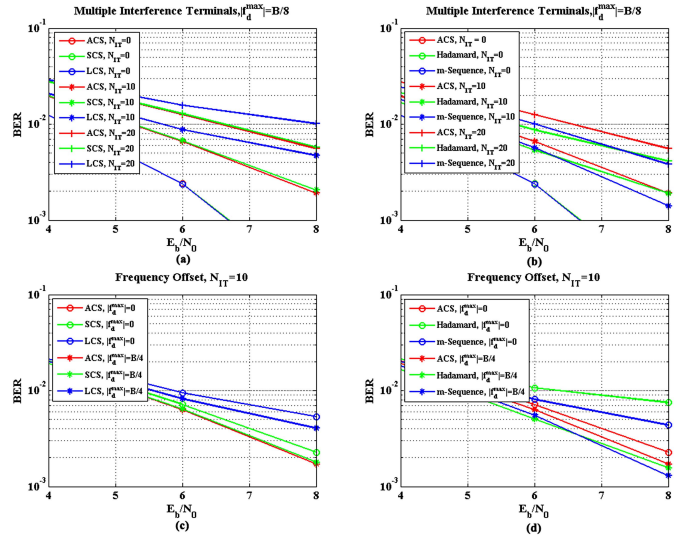 Multiple Interference Terminals,|f_d^max|=B/8
BER
10^-1
10^-2
10^-3
ACS, N_IT=0
SCS, N_IT=0
LCS, N_IT=0
ACS, N_IT=10
SCS, N_IT=10
LCS, N_IT=10
ACS, N_IT=20
SCS, N_IT=20
LCS, N_IT=20
4 5 6 7 8
E_b/N_0
(a)
Multiple Interference Terminals,|f_d^max|=B/8
BER
10^-1
10^-2
10^-3
ACS, N_IT = 0
Hadamard, N_IT=0
m-Sequence, N_IT=0
ACS, N_IT=10
Hadamard, N_IT=10
m-Sequence, N_IT=10
ACS, N_IT=20
Hadamard, N_IT=20
m-Sequence, N_IT=20
4 5 6 7 8
E_b/N_0
(b)
Frequency Offset, N_IT=10
BER
10^-1
10^-2
10^-3
ACS, |f_d^max|=0
SCS, |f_d^max|=0
LCS, |f_d^max|=0
ACS, |f_d^max|=B/4
SCS, |f_d^max|=B/4
LCS, |f_d^max|=B/4
4 5 6 7 8
E_b/N_0
(c)
Frequency Offset, N_IT=10
BER
10^-1
10^-2
10^-3
ACS, |f_d^max|=0
Hadamard, |f_d^max|=0
m-Sequence, |f_d^max|=0
ACS, |f_d^max|=B/4
Hadamard, |f_d^max|=B/4
m-Sequence, |f_d^max|=B/4
4 5 6 7 8
E_b/N_0
(d)